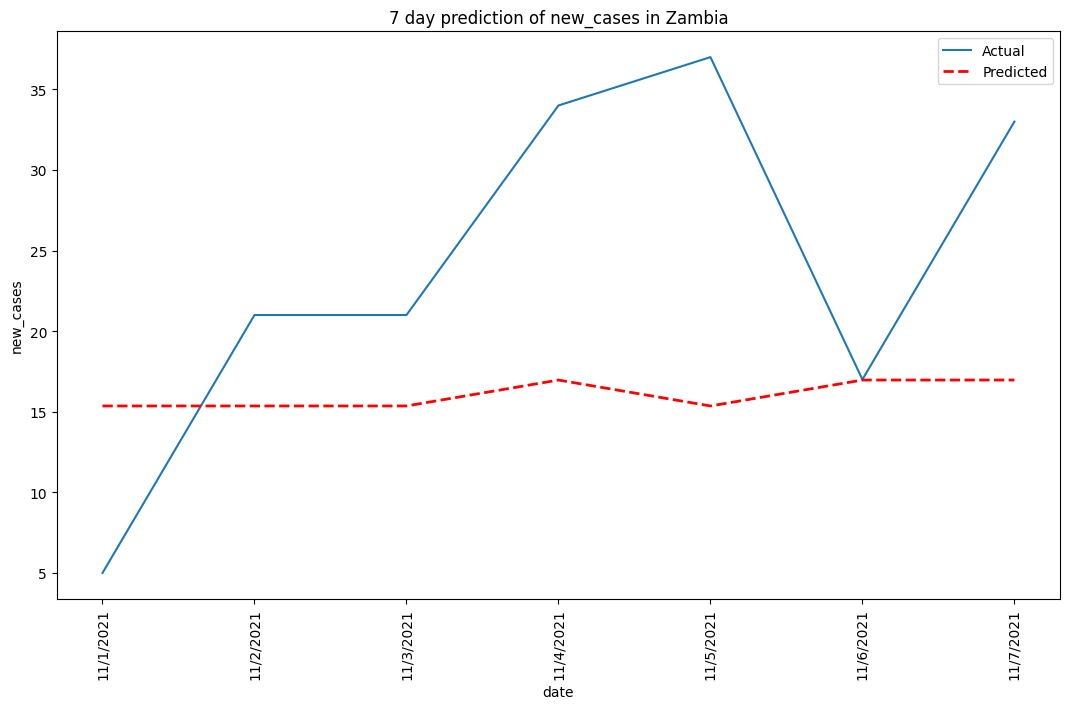 7 day prediction of new_cases in Zambia
Actual
Predicted
new_cases
35
30
25
20
15
10
5
11/1/2021
11/2/2021
11/3/2021
11/4/2021
11/5/2021
11/6/2021
11/7/2021
date